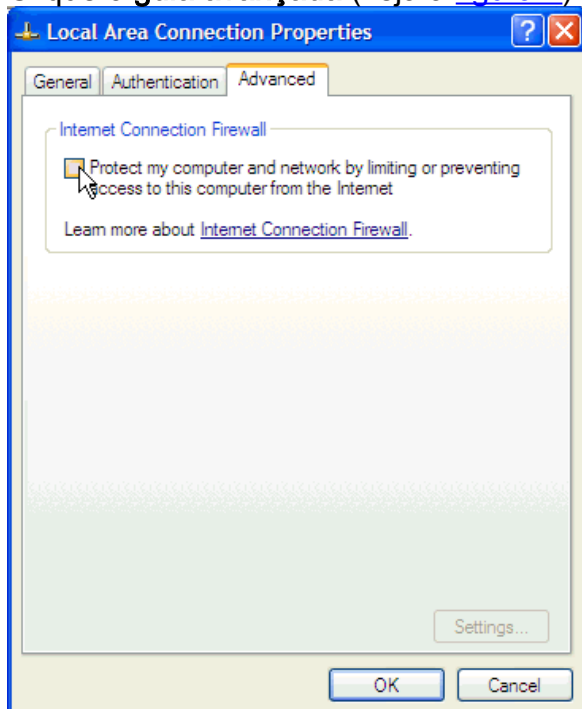 Local Area Connection Properties
General Authentication Advanced
Internet Connection Firewall
Protect my computer and network by limiting or preventing
access to this computer from the Internet
Learn more about Internet Connection Firewall.
Settings...
OK Cancel